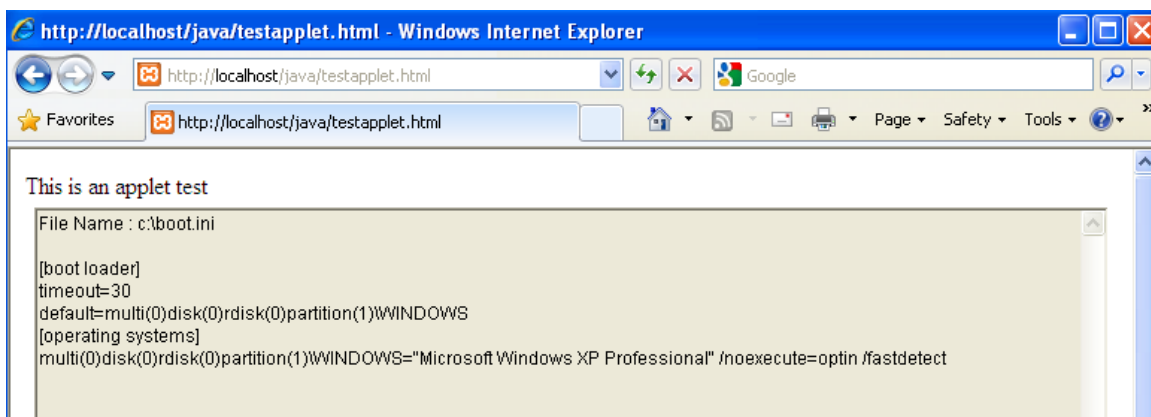 http://localhost/java/testapplet.html - Windows Internet Explorer
http://localhost/java/testapplet.html
Google
Favorites
http://localhost/java/testapplet.html
Page
Safety
Tools
This is an applet test
File Name : c:\boot.ini
[boot loader]
timeout=30
default=multi(0)disk(0)rdisk(0)partition(1)\WINDOWS
[operating systems]
multi(0)disk(0)rdisk(0)partition(1)\WINDOWS="Microsoft Windows XP Professional" /noexecute=optin /fastdetect